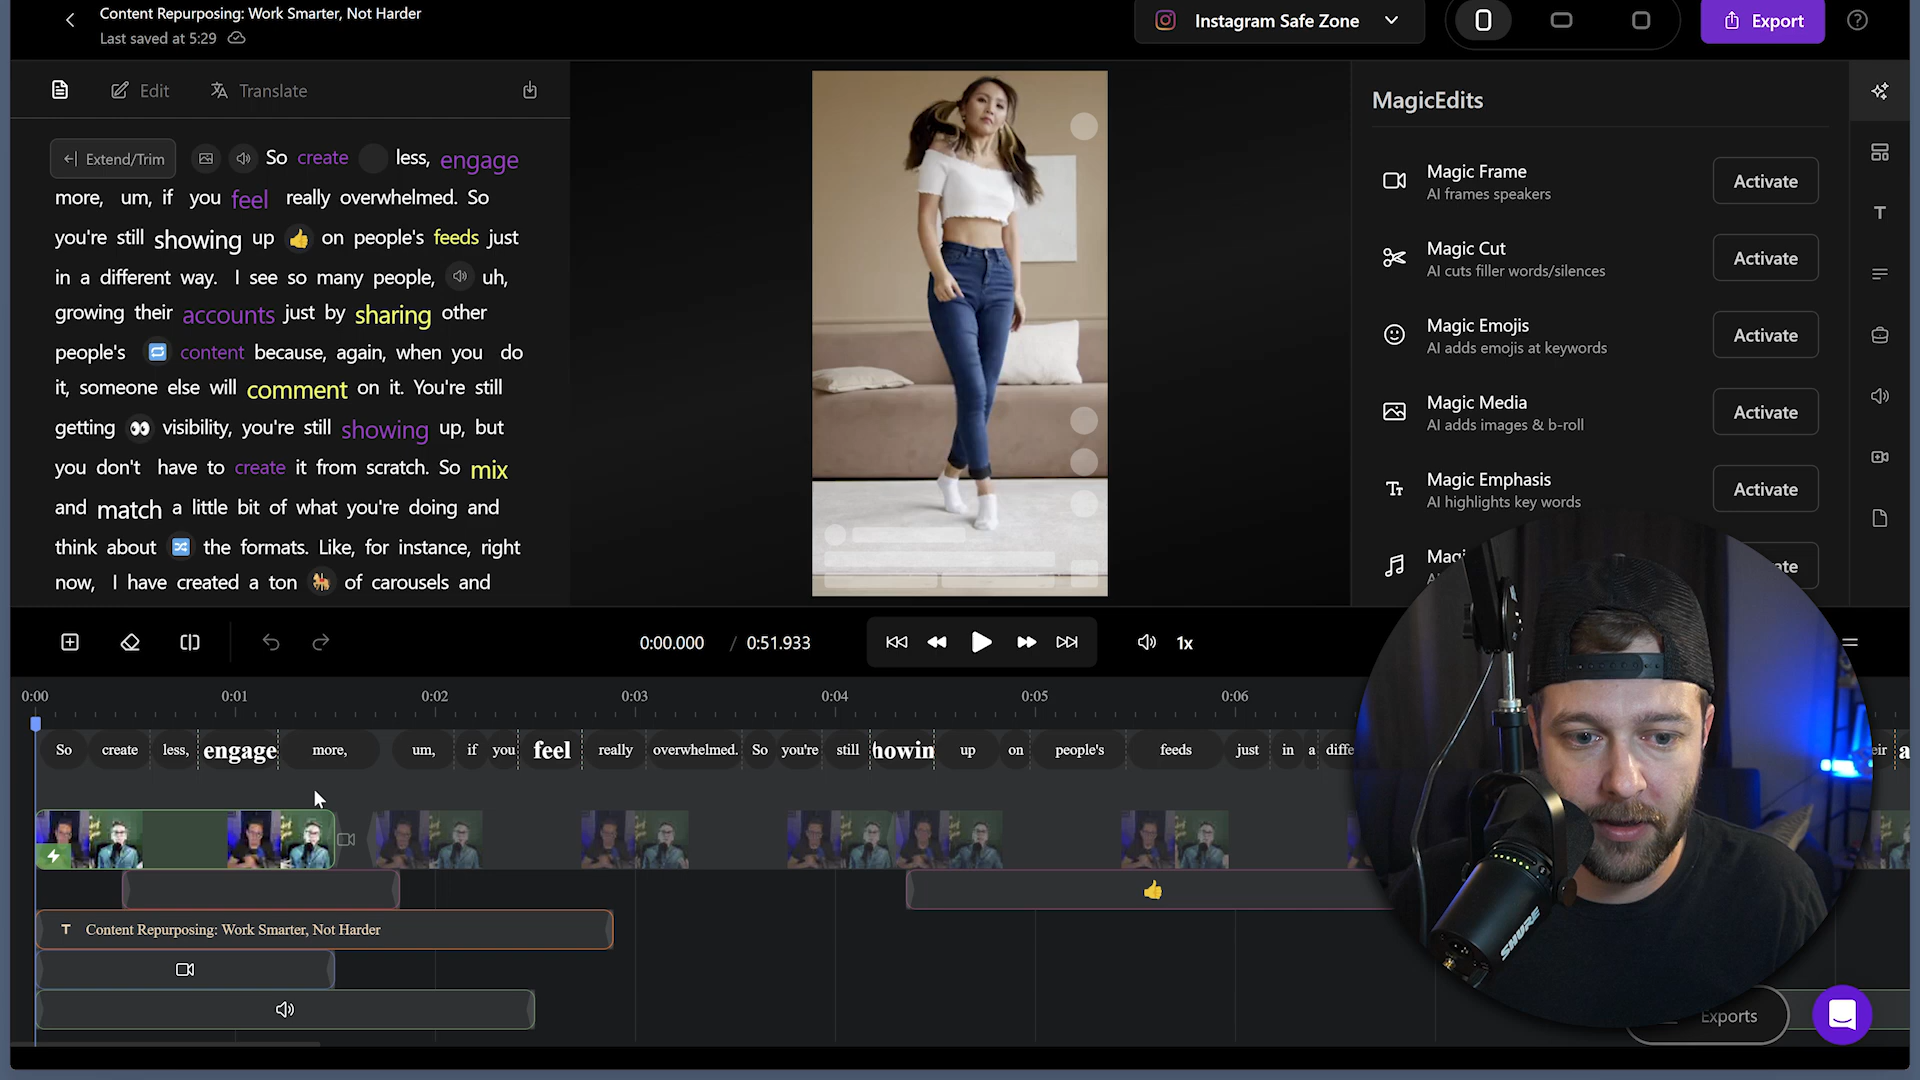 Content Repurposing: Work Smarter, Not Harder
Last saved at 5:29
Instagram Safe Zone
Export
Edit
Translate
Extend/Trim
So create less, engage
more, um, if you feel really overwhelmed. So
you're still showing up 👍 on people's feeds just
in a different way. I see so many people, uh,
growing their accounts just by sharing other
people's 🔁 content because, again, when you do
it, someone else will comment on it. You're still
getting 👀 visibility, you're still showing up, but
you don't have to create it from scratch. So mix
and match a little bit of what you're doing and
think about 🔀 the formats. Like, for instance, right
now, I have created a ton 🎠 of carousels and
MagicEdits
Magic Frame
AI frames speakers
Activate
Magic Cut
AI cuts filler words/silences
Activate
Magic Emojis
AI adds emojis at keywords
Activate
Magic Media
AI adds images & b-roll
Activate
Magic Emphasis
AI highlights key words
Activate
0:00.000 / 0:51.933
1x
0:00 0:01 0:02 0:03 0:04 0:05 0:06
So create less, engage more, um, if you feel really overwhelmed. So you're still howin up on people's feeds just in a diffe
T Content Repurposing: Work Smarter, Not Harder
SHURE
Exports